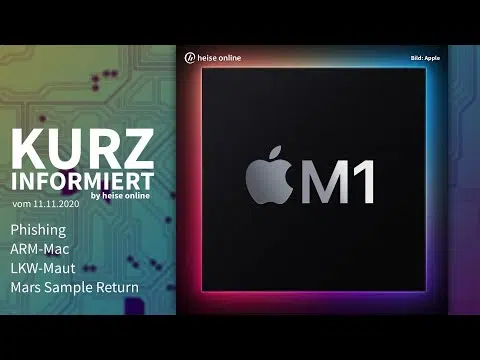 heise online
Bild: Apple
KURZ
INFORMIERT
by heise online
vom 11.11.2020
Phishing
ARM-Mac
LKW-Maut
Mars Sample Return
M1